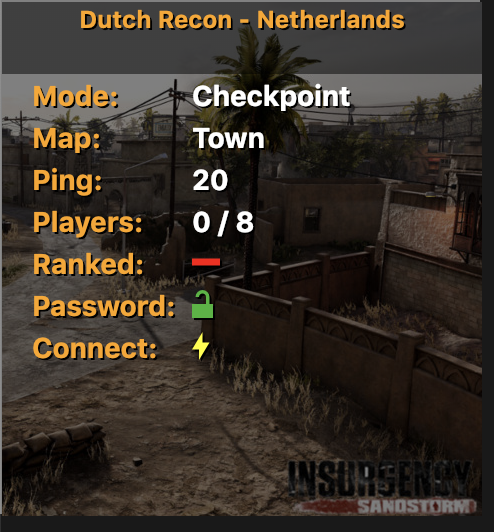 Dutch Recon - Netherlands
Mode: Checkpoint
Map: Town
Ping: 20
Players: 0 / 8
Ranked:
Password:
Connect:
INSURGENCY
SANDSTORM